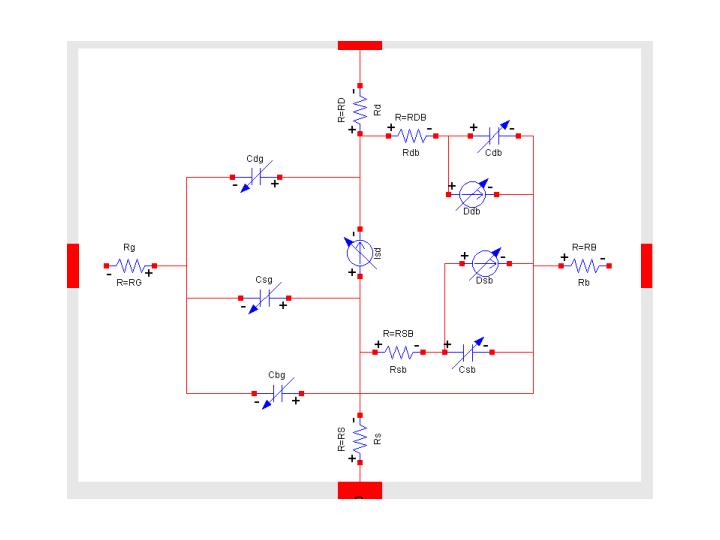 R=RD
Rd
R=RDB
Rdb
Cdb
Cdg
Ddb
Isd
Rg
R=RG
Csg
Dsb
R=RB
Rb
R=RSB
Rsb
Csb
Cbg
R=RS
Rs